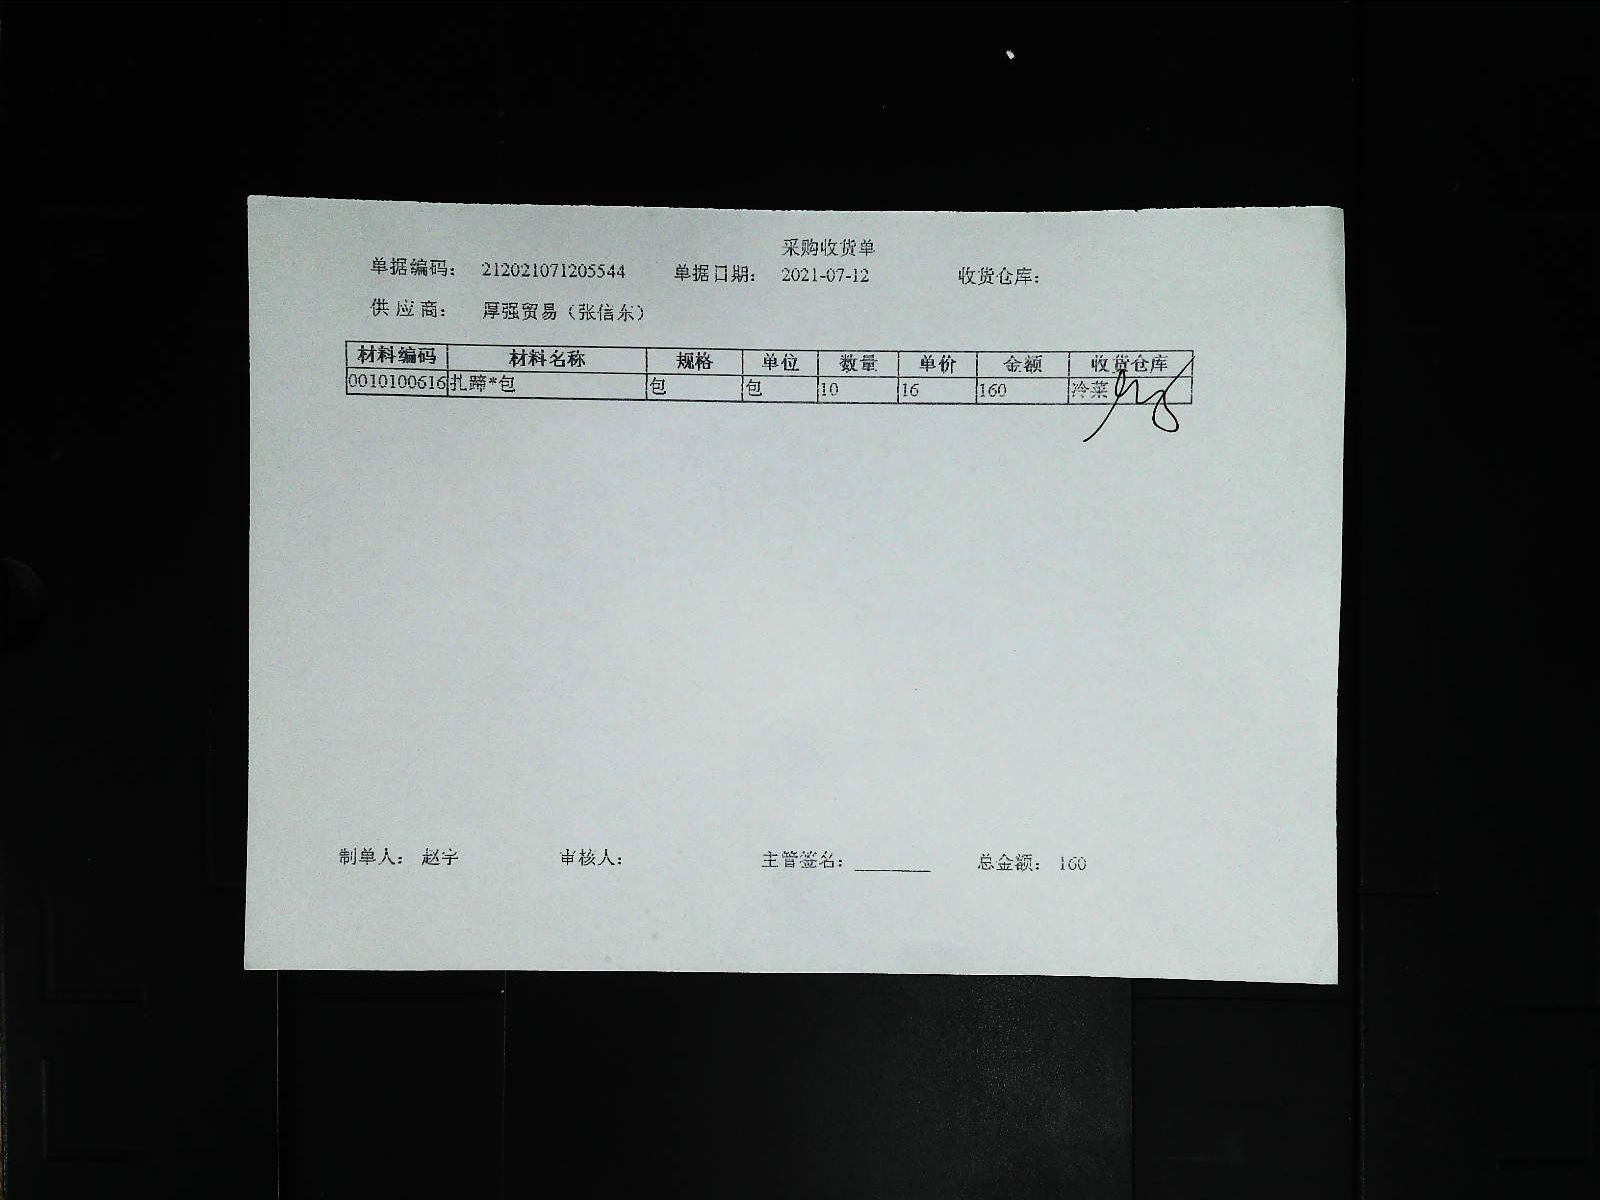 采购收货单
单据编码： 212021071205544 单据日期： 2021-07-12 收货仓库：
供 应 商： 厚强贸易（张信东）
材料编码 材料名称 规格 单位 数量 单价 金额 收货仓库
0010100616 扎蹄*包 包 包 10 16 160 冷菜
制单人： 赵宇 审核人： 主管签名： ________ 总金额： 160